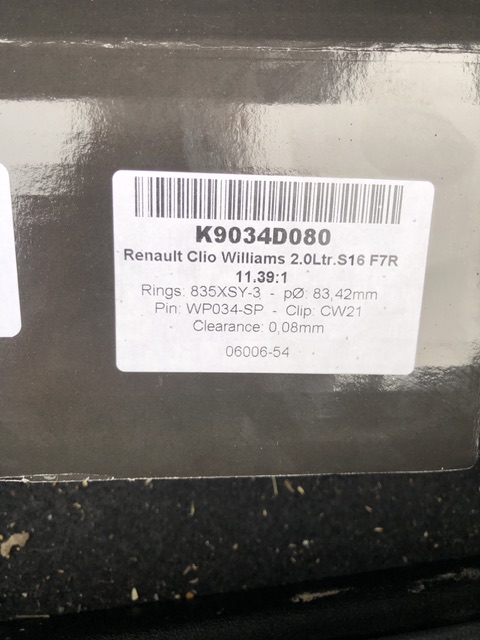 K9034D080
Renault Clio Williams 2.0Ltr.S16 F7R
11.39:1
Rings: 835XSY-3 - pØ: 83,42mm
Pin: WP034-SP - Clip: CW21
Clearance: 0,08mm
06006-54